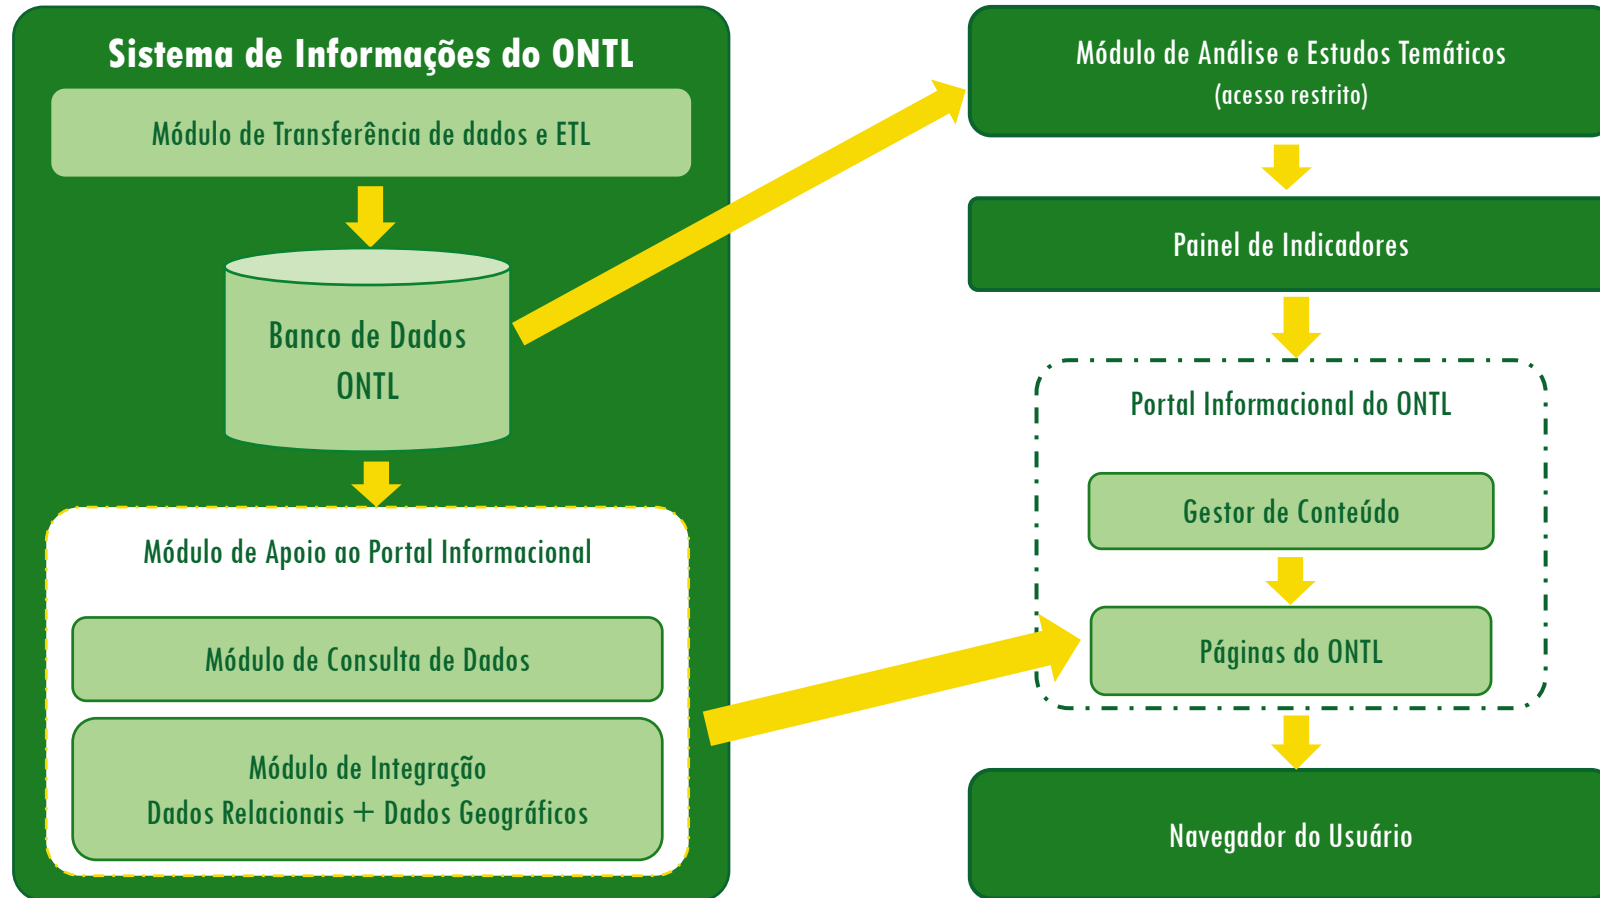 Sistema de Informações do ONTL
Módulo de Transferência de dados e ETL
Banco de Dados
ONTL
Módulo de Apoio ao Portal Informacional
Módulo de Consulta de Dados
Módulo de Integração
Dados Relacionais + Dados Geográficos
Módulo de Análise e Estudos Temáticos
(acesso restrito)
Painel de Indicadores
Portal Informacional do ONTL
Gestor de Conteúdo
Páginas do ONTL
Navegador do Usuário